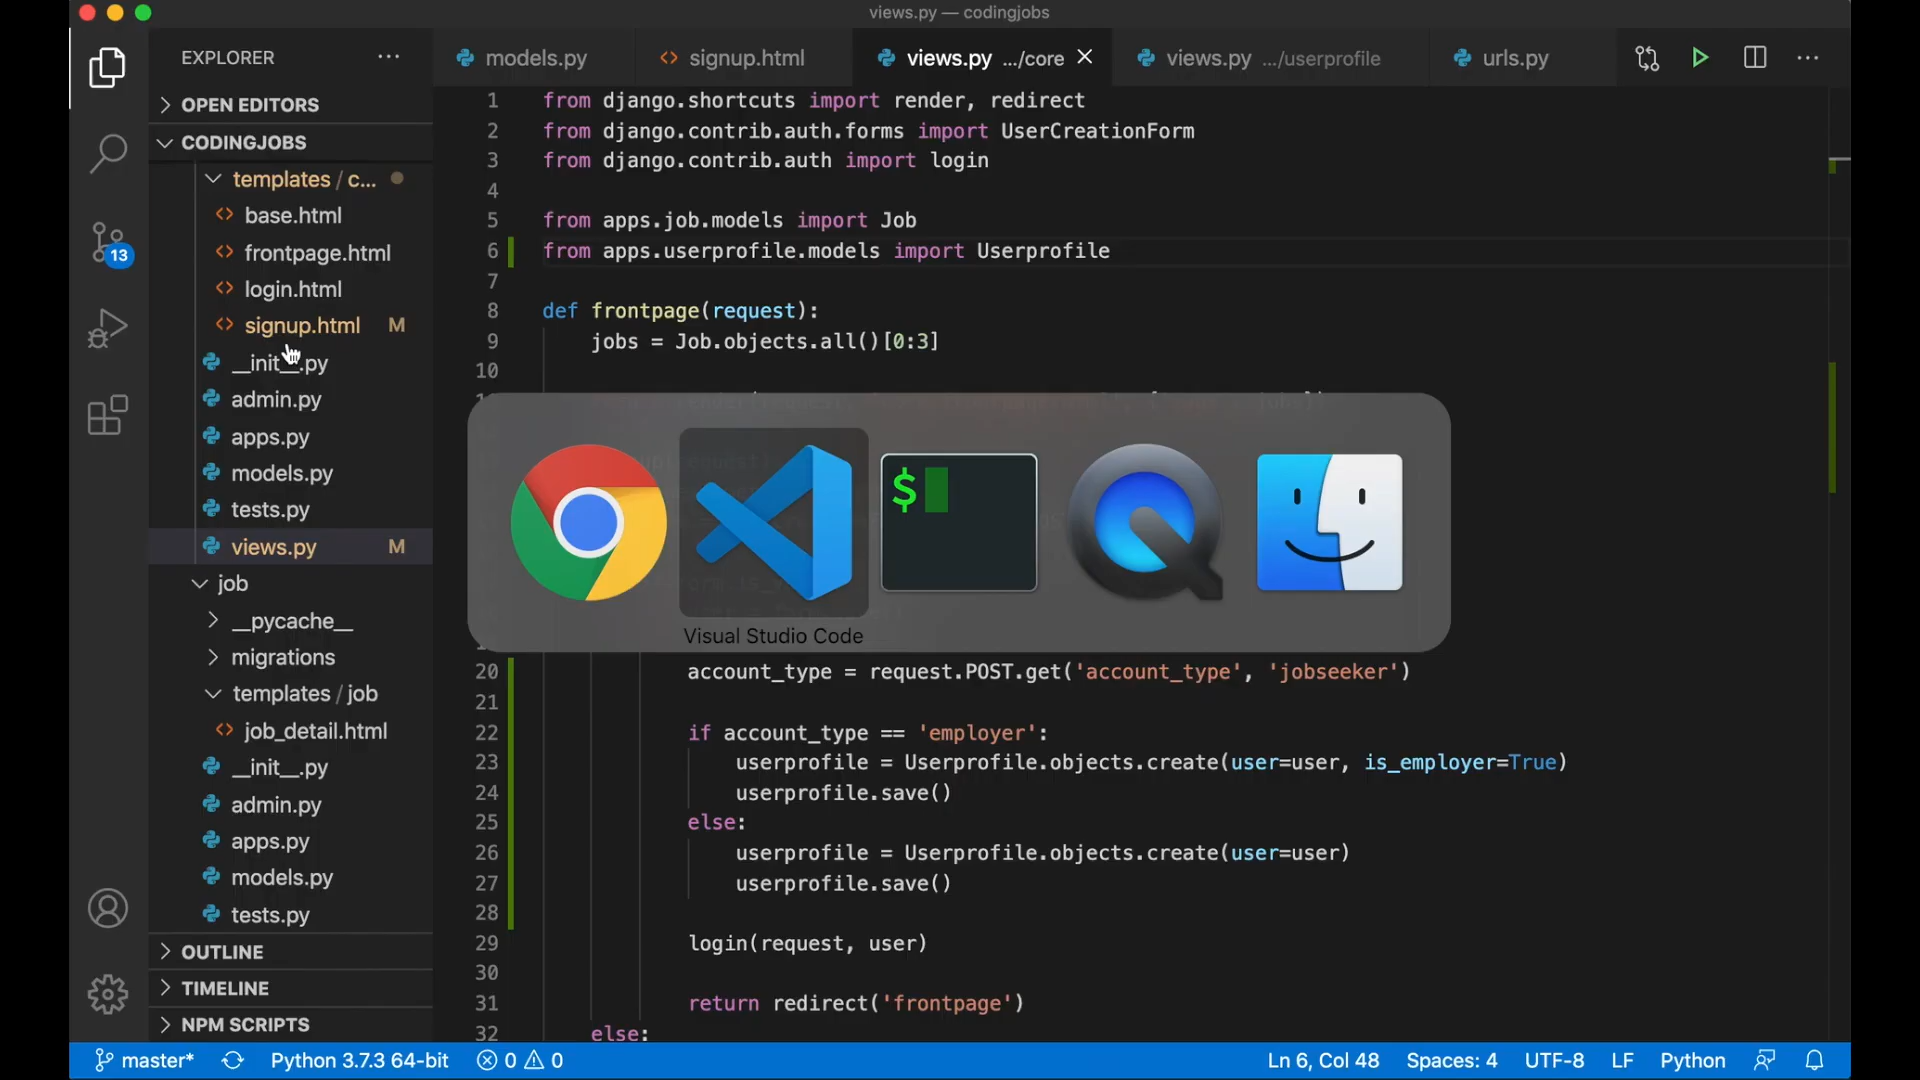 views.py — codingjobs
EXPLORER
models.py
signup.html
views.py .../core
views.py .../userprofile
urls.py
OPEN EDITORS
CODINGJOBS
templates / c...
base.html
frontpage.html
login.html
signup.html M
__init__.py
admin.py
apps.py
models.py
tests.py
views.py M
job
__pycache__
migrations
templates / job
job_detail.html
__init__.py
admin.py
apps.py
models.py
tests.py
OUTLINE
TIMELINE
NPM SCRIPTS
13
1 from django.shortcuts import render, redirect
2 from django.contrib.auth.forms import UserCreationForm
3 from django.contrib.auth import login
4
5 from apps.job.models import Job
6 from apps.userprofile.models import Userprofile
7
8 def frontpage(request):
9 jobs = Job.objects.all()[0:3]
10
$
Visual Studio Code
20 account_type = request.POST.get('account_type', 'jobseeker')
21
22 if account_type == 'employer':
23 userprofile = Userprofile.objects.create(user=user, is_employer=True)
24 userprofile.save()
25 else:
26 userprofile = Userprofile.objects.create(user=user)
27 userprofile.save()
28
29 login(request, user)
30
31 return redirect('frontpage')
32 else:
master* Python 3.7.3 64-bit 0 0 Ln 6, Col 48 Spaces: 4 UTF-8 LF Python